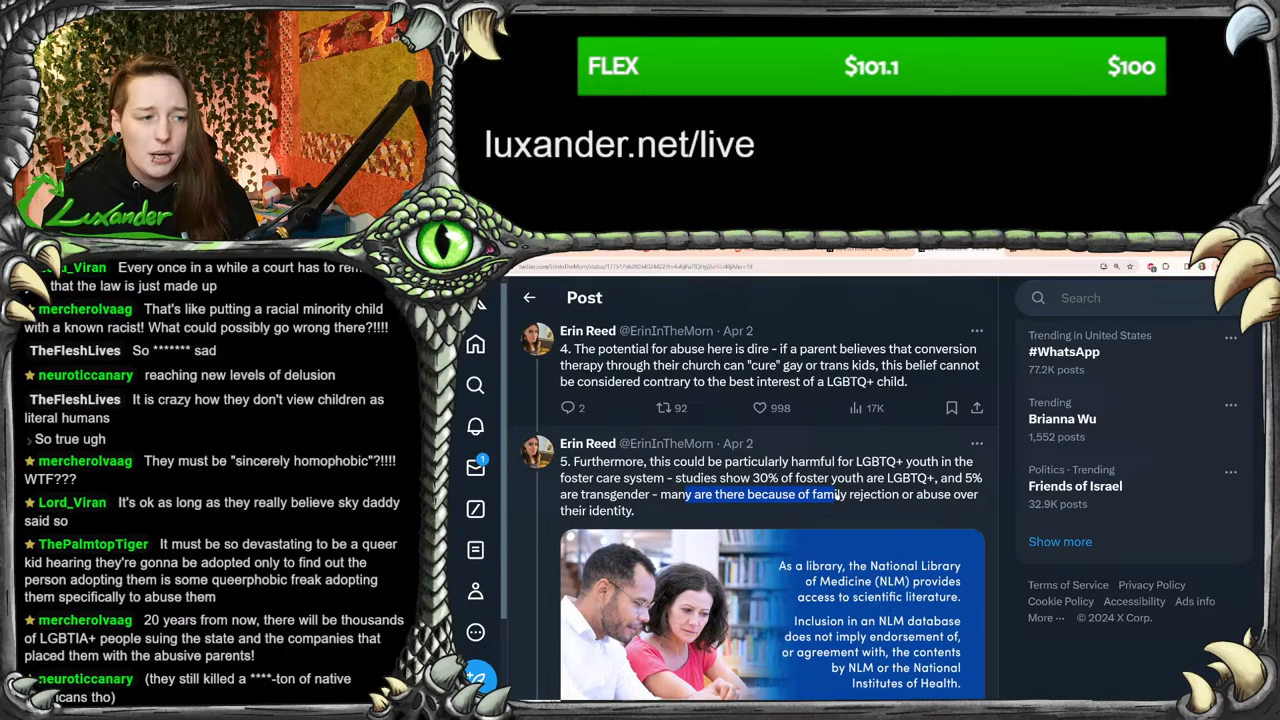 FLEX $101.1 $100
luxander.net/live
Luxander
Every once in a while a court has to
that the law is just made up
mercherolvaag That's like putting a racial minority child
with a known racist! What could possibly go wrong there?!!!!
TheFleshLives So ******* sad
neuroticcanary reaching new levels of delusion
TheFleshLives It is crazy how they don't view children as
literal humans
So true ugh
mercherolvaag They must be "sincerely homophobic"?!!!!
WTF???
Lord_Viran It's ok as long as they really believe sky daddy
said so
ThePalmtopTiger It must be so devastating to be a queer
kid hearing they're gonna be adopted only to find out the
person adopting them is some queerphobic freak adopting
them specifically to abuse them
mercherolvaag 20 years from now, there will be thousands
of LGBTIA+ people suing the state and the companies that
placed them with the abusive parents!
neuroticcanary (they still killed a ****-ton of native
tho)
Post
Erin Reed @ErinInTheMorn · Apr 2
4. The potential for abuse here is dire - if a parent believes that conversion
therapy through their church can "cure" gay or trans kids, this belief cannot
be considered contrary to the best interest of a LGBTQ+ child.
2 92 998 17K
Erin Reed @ErinInTheMorn · Apr 2
5. Furthermore, this could be particularly harmful for LGBTQ+ youth in the
foster care system - studies show 30% of foster youth are LGBTQ+, and 5%
are transgender - many are there because of family rejection or abuse over
their identity.
As a library, the National Library
of Medicine (NLM) provides
access to scientific literature.
Inclusion in an NLM database
does not imply endorsement of,
or agreement with, the contents
by NLM or the National
Institutes of Health.
1
Search
Trending in United States
#WhatsApp
77.2K posts
Trending
Brianna Wu
1,552 posts
Politics · Trending
Friends of Israel
32.9K posts
Show more
Terms of Service Privacy Policy
Cookie Policy Accessibility Ads info
More ··· © 2024 X Corp.